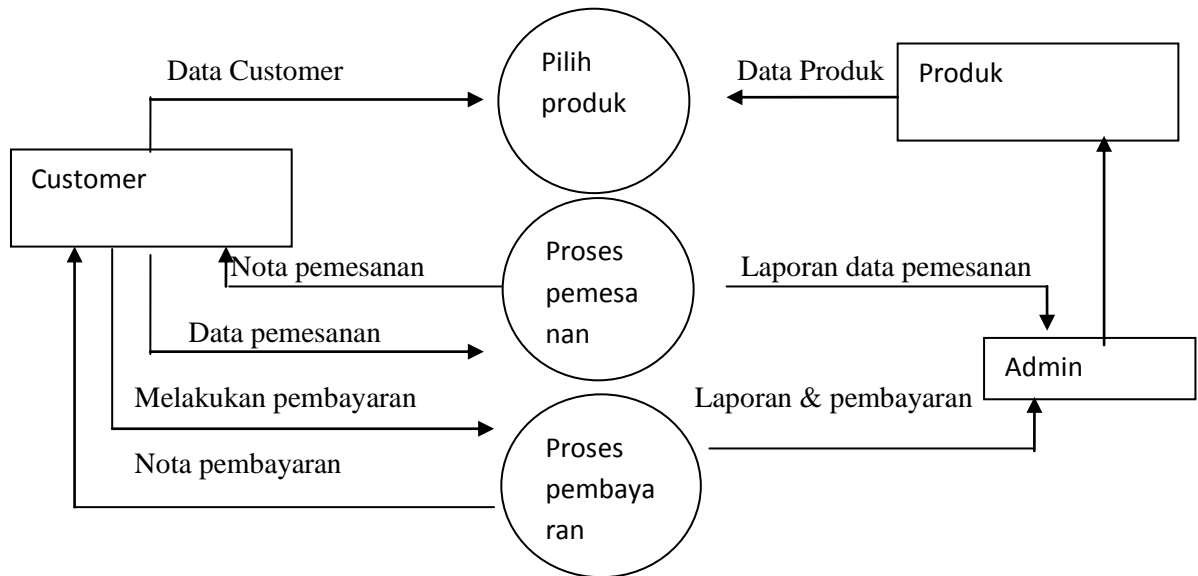 Data Customer
Pilih
produk
Data Produk
Produk
Customer
Nota pemesanan
Proses
pemesa
nan
Laporan data pemesanan
Data pemesanan
Admin
Melakukan pembayaran
Laporan & pembayaran
Nota pembayaran
Proses
pembaya
ran